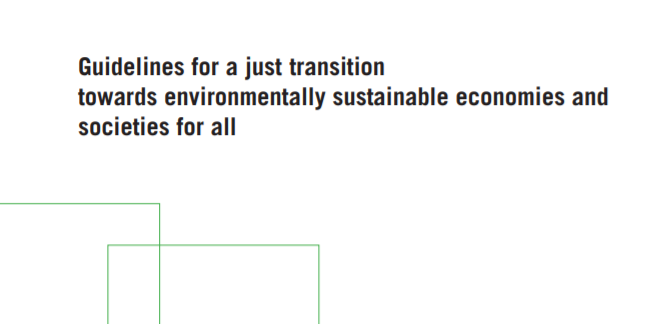 Guidelines for a just transition
towards environmentally sustainable economies and
societies for all